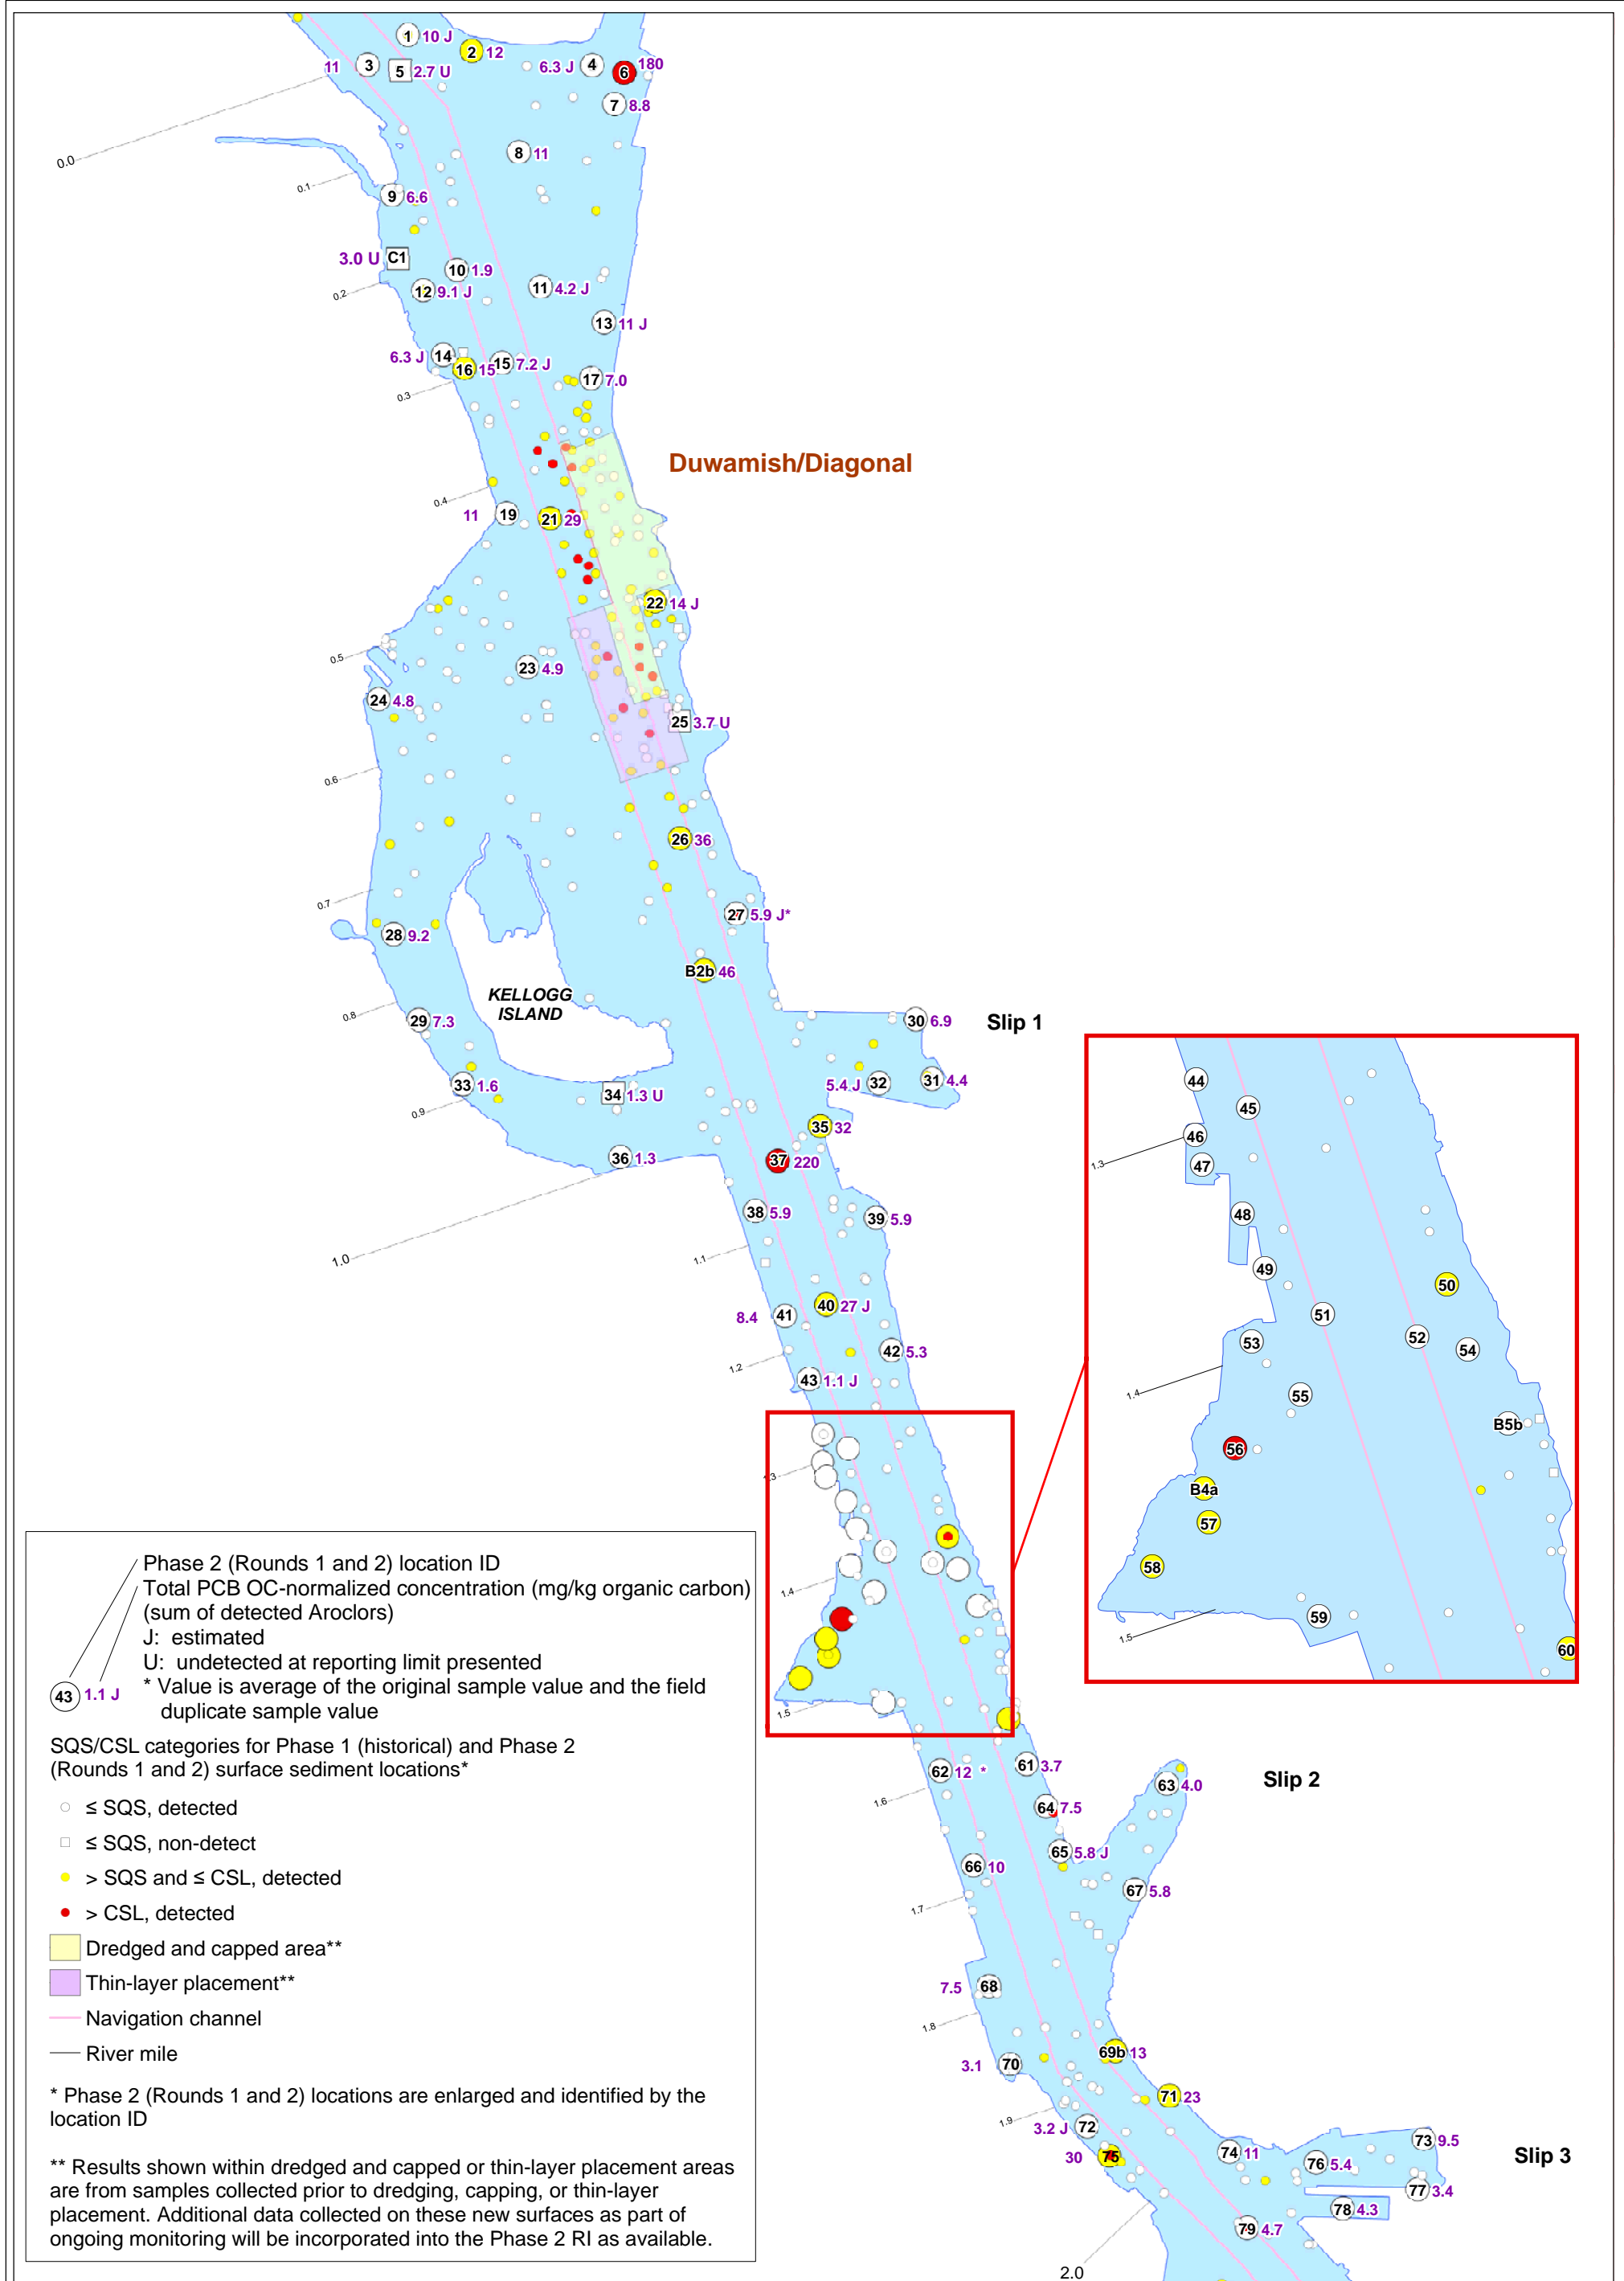 1 10 J
2 12
11 3
5 2.7 U
6.3 J 4
6 180
7 8.8
0.0
8 11
0.1
9 6.6
3.0 U C1
10 1.9
0.2
12 9.1 J
11 4.2 J
13 11 J
6.3 J 14
16 15
15 7.2 J
17 7.0
0.3
Duwamish/Diagonal
0.4
11 19
21 29
22 14 J
0.5
23 4.9
24 4.8
25 3.7 U
0.6
26 36
0.7
27 5.9 J*
28 9.2
B2b 46
KELLOGG
ISLAND
0.8
29 7.3
30 6.9
Slip 1
33 1.6
34 1.3 U
5.4 J 32
31 4.4
0.9
35 32
36 1.3
37 220
38 5.9
39 5.9
1.0
1.1
8.4 41
40 27 J
42 5.3
1.2
43 1.1 J
1.3
1.4
1.5
44
45
46
1.3
47
48
49
50
51
52
53
54
1.4
55
B5b
56
B4a
57
58
59
1.5
60
62 12 *
61 3.7
63 4.0
Slip 2
1.6
64 7.5
65 5.8 J
66 10
67 5.8
1.7
7.5 68
1.8
69b 13
3.1 70
71 23
1.9
3.2 J 72
30 75
74 11
76 5.4
73 9.5
Slip 3
77 3.4
78 4.3
79 4.7
2.0
Phase 2 (Rounds 1 and 2) location ID
Total PCB OC-normalized concentration (mg/kg organic carbon)
(sum of detected Aroclors)
J: estimated
U: undetected at reporting limit presented
43 1.1 J
* Value is average of the original sample value and the field
duplicate sample value
SQS/CSL categories for Phase 1 (historical) and Phase 2
(Rounds 1 and 2) surface sediment locations*
≤ SQS, detected
≤ SQS, non-detect
> SQS and ≤ CSL, detected
> CSL, detected
Dredged and capped area**
Thin-layer placement**
Navigation channel
River mile
* Phase 2 (Rounds 1 and 2) locations are enlarged and identified by the
location ID
** Results shown within dredged and capped or thin-layer placement areas
are from samples collected prior to dredging, capping, or thin-layer
placement. Additional data collected on these new surfaces as part of
ongoing monitoring will be incorporated into the Phase 2 RI as available.